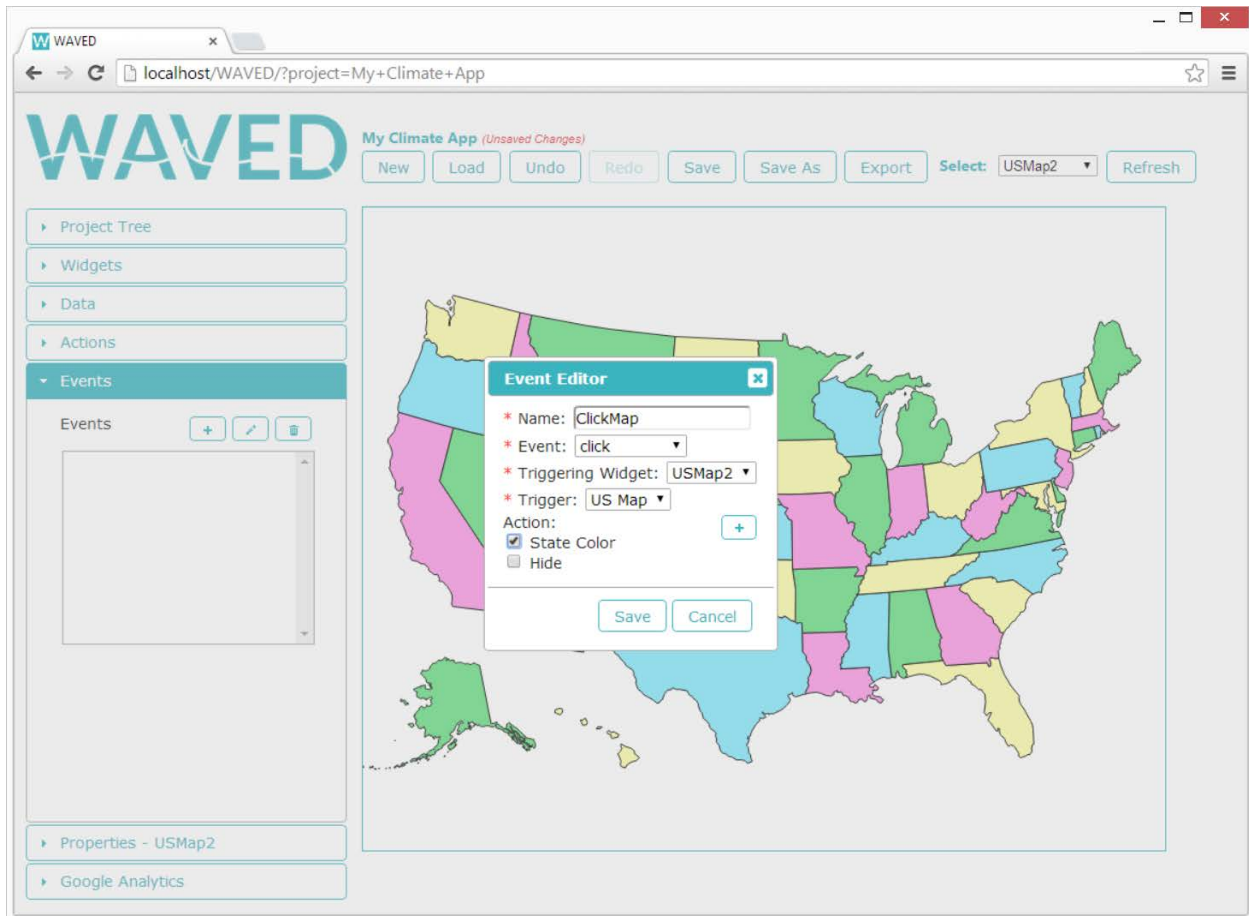 WAVED
localhost/WAVED/?project=My+Climate+App
WAVED
My Climate App (Unsaved Changes)
New Load Undo Redo Save Save As Export Select: USMap2 Refresh
Project Tree
Widgets
Data
Actions
Events
Events
Event Editor
* Name: ClickMap
* Event: click
* Triggering Widget: USMap2
* Trigger: US Map
Action:
State Color
Hide
Save Cancel
Properties - USMap2
Google Analytics